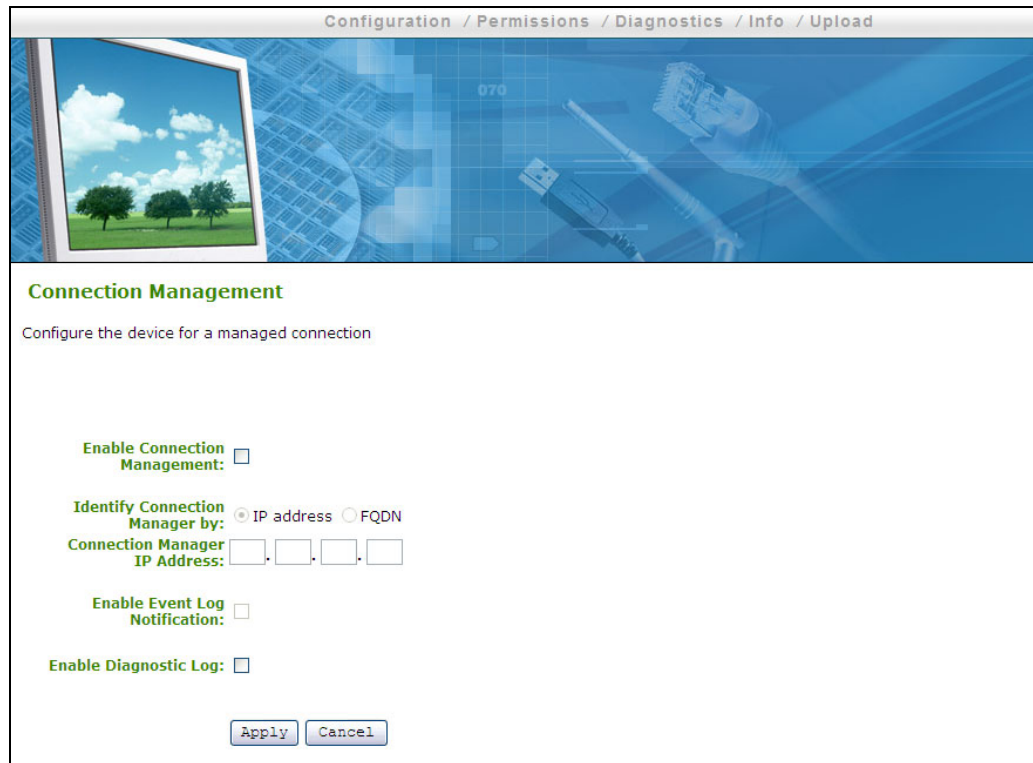 Configuration / Permissions / Diagnostics / Info / Upload
070
Connection Management
Configure the device for a managed connection
Enable Connection
Management:
Identify Connection
Manager by:
IP address
FQDN
Connection Manager
IP Address:
. . .
Enable Event Log
Notification:
Enable Diagnostic Log:
Apply
Cancel